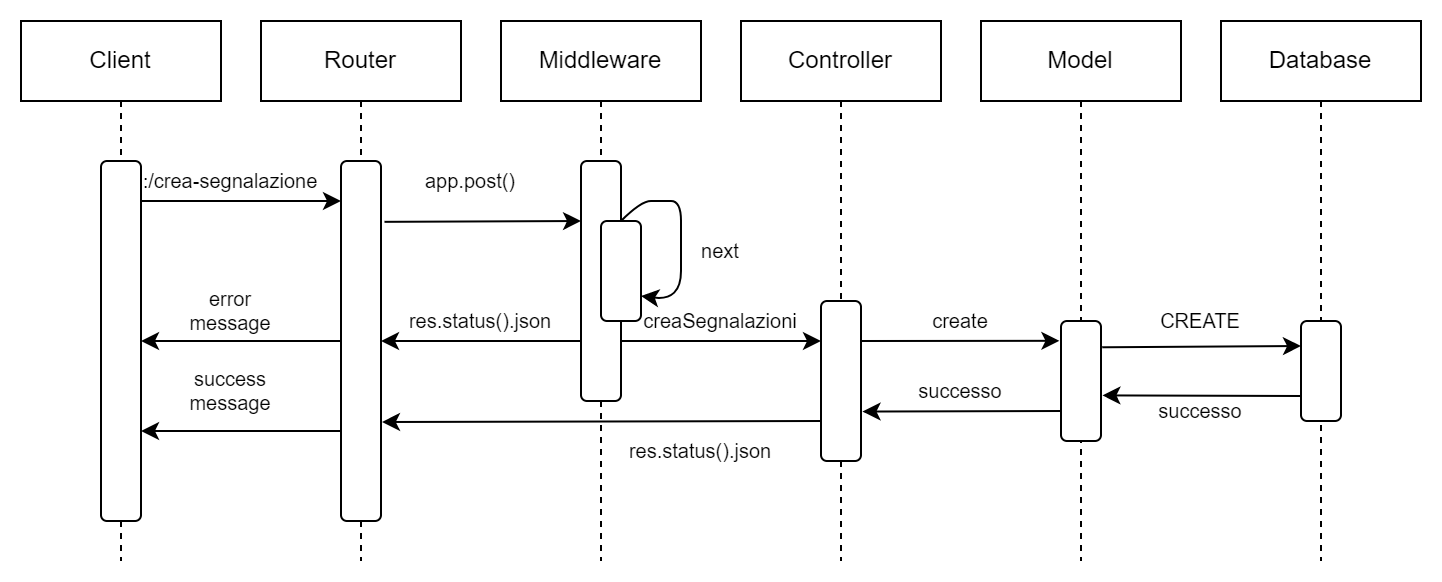 Client
Router
Middleware
Controller
Model
Database
:/crea-segnalazione
app.post()
next
error
message
res.status().json
creaSegnalazioni
create
CREATE
success
message
successo
successo
res.status().json